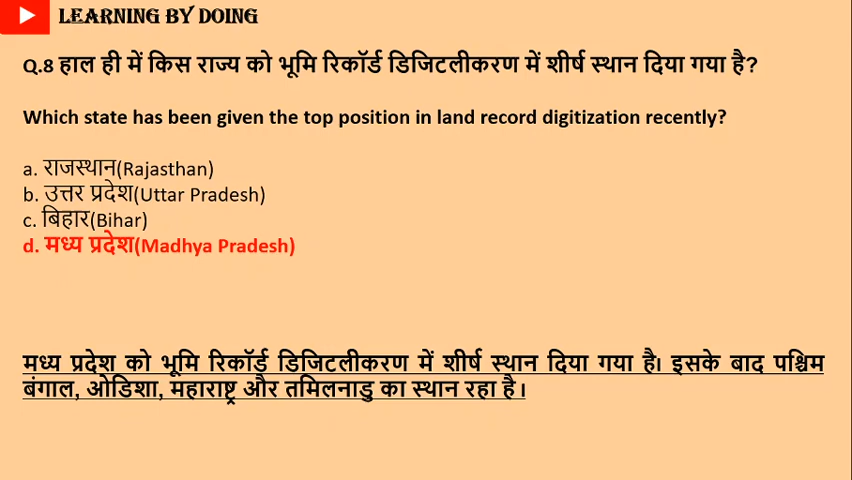 LEARNING BY DOING
Q.8 हाल ही में किस राज्य को भूमि रिकॉर्ड डिजिटलीकरण में शीर्ष स्थान दिया गया है?
Which state has been given the top position in land record digitization recently?
a. राजस्थान(Rajasthan)
b. उत्तर प्रदेश(Uttar Pradesh)
c. बिहार(Bihar)
d. मध्य प्रदेश(Madhya Pradesh)
मध्य प्रदेश को भूमि रिकॉर्ड डिजिटलीकरण में शीर्ष स्थान दिया गया है। इसके बाद पश्चिम
बंगाल, ओडिशा, महाराष्ट्र और तमिलनाडु का स्थान रहा है।